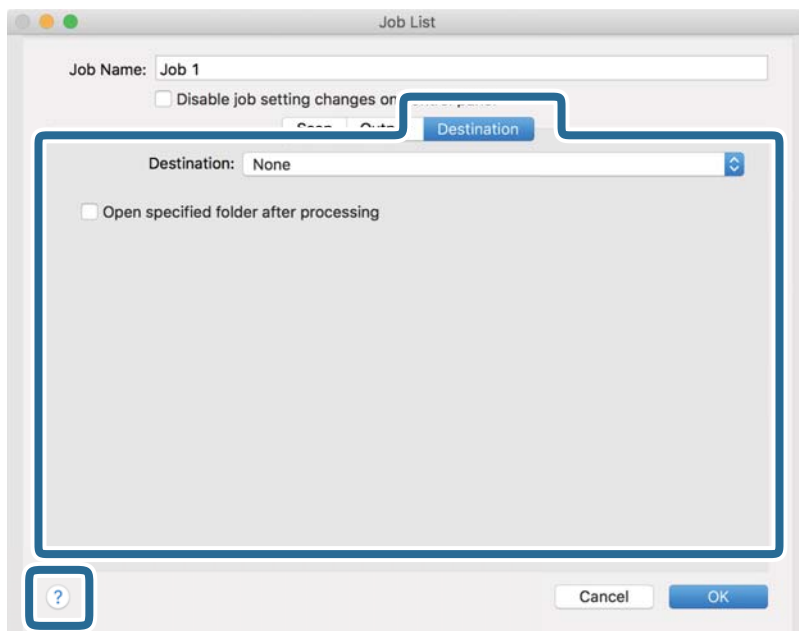 Job List
Job Name: Job 1
Disable job setting changes on
Destination
Destination: None
Open specified folder after processing
? Cancel OK